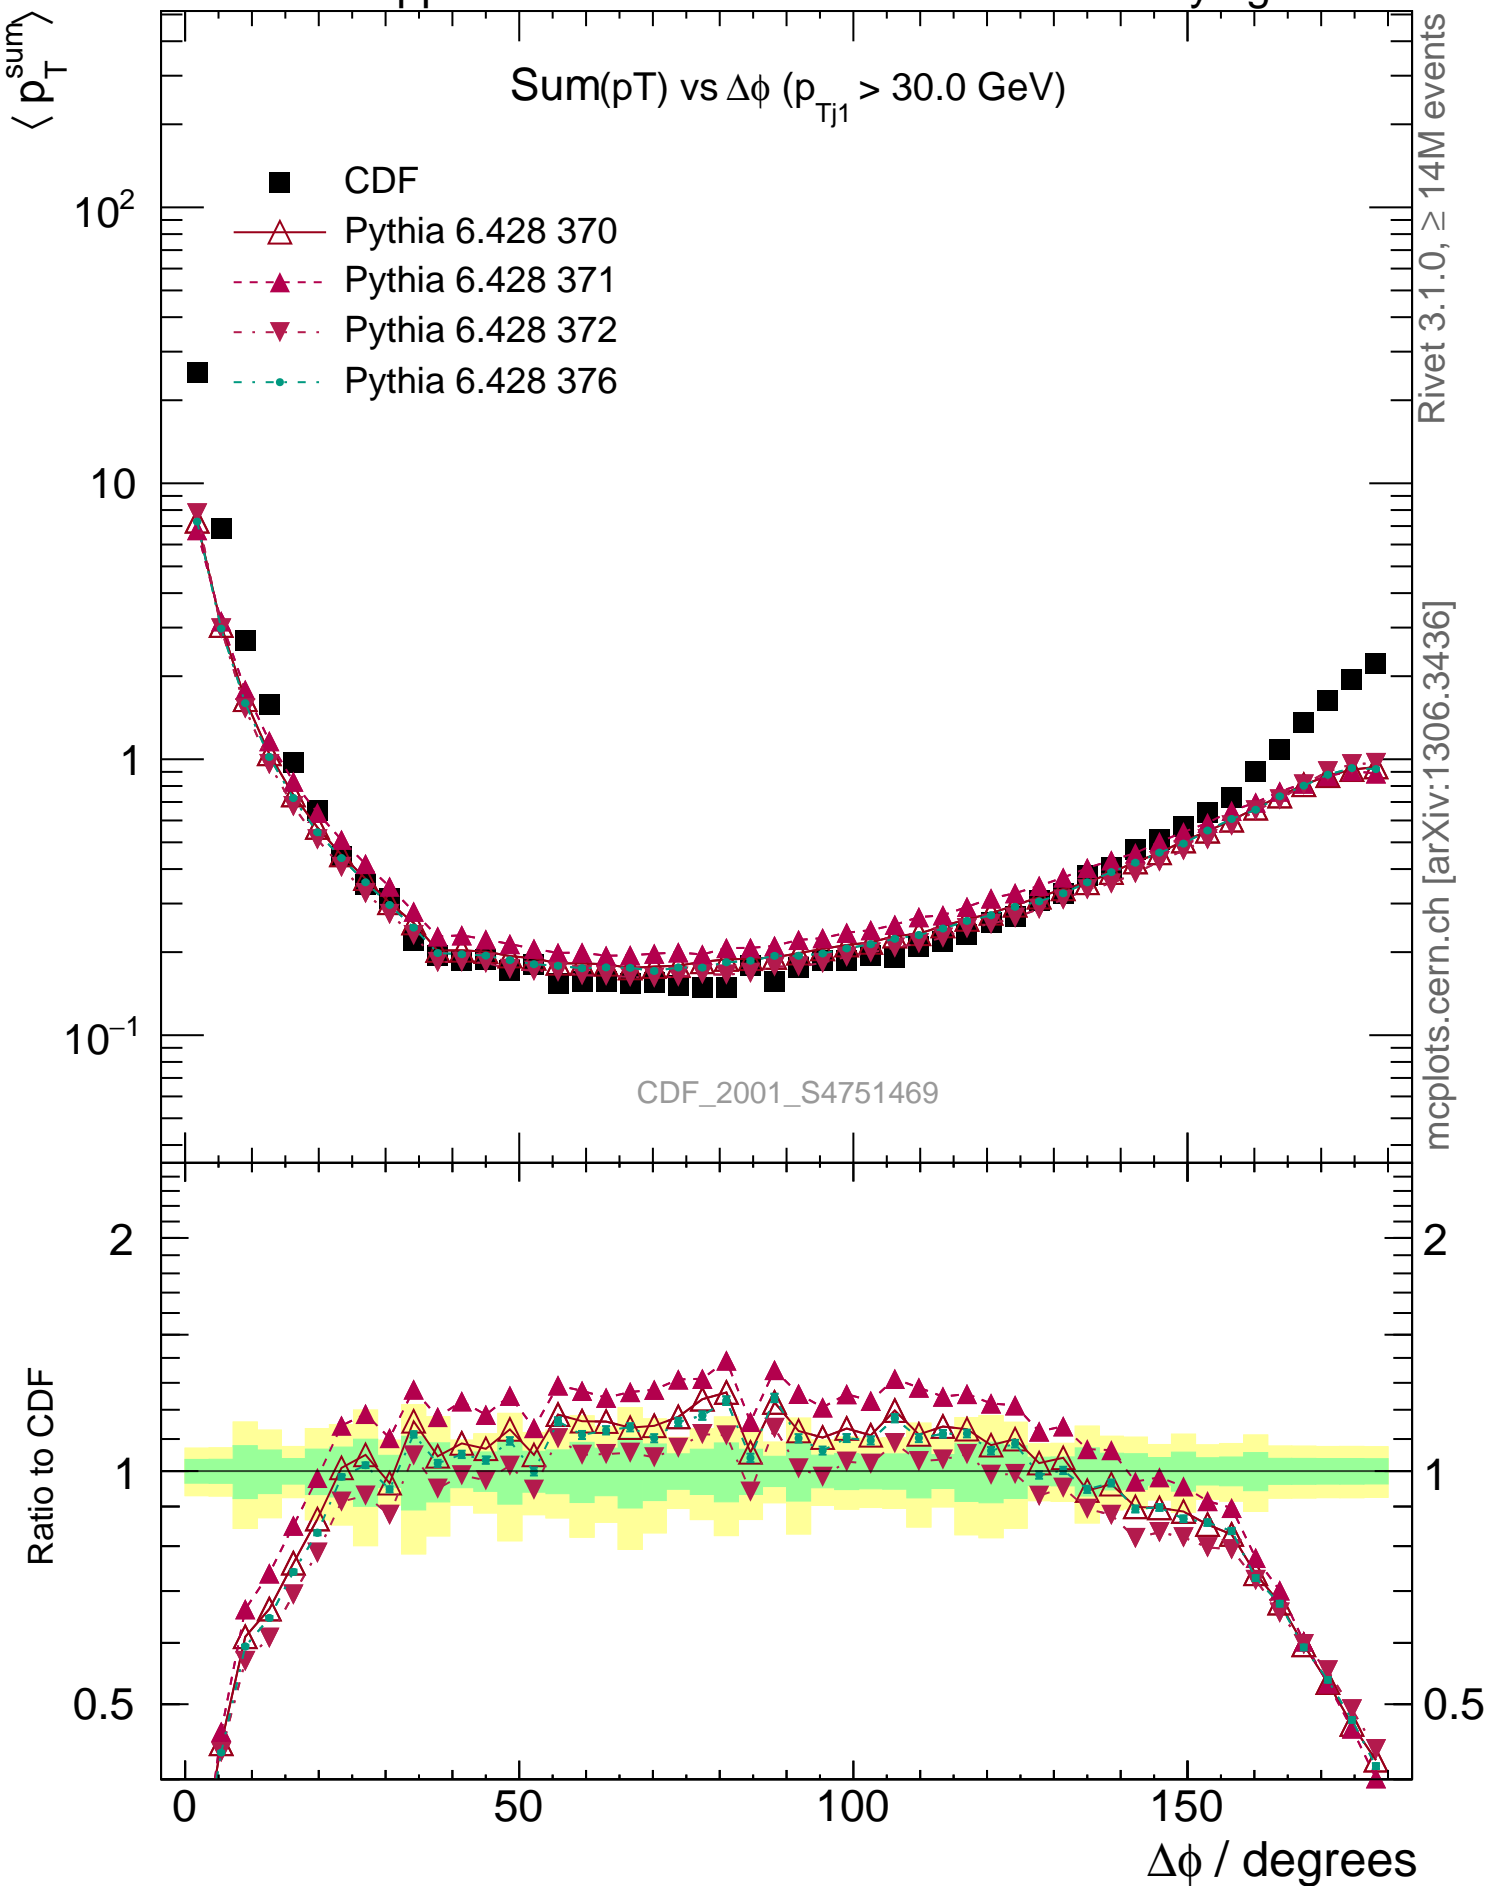 ⟨ p_T^sum ⟩
Sum(pT) vs Δϕ (p_Tj1 > 30.0 GeV)
CDF
Pythia 6.428 370
Pythia 6.428 371
Pythia 6.428 372
Pythia 6.428 376
10²
10
1
10⁻¹
CDF_2001_S4751469
Rivet 3.1.0, ≥ 14M events
mcplots.cern.ch [arXiv:1306.3436]
Ratio to CDF
2
1
0.5
2
1
0.5
0 50 100 150
Δϕ / degrees